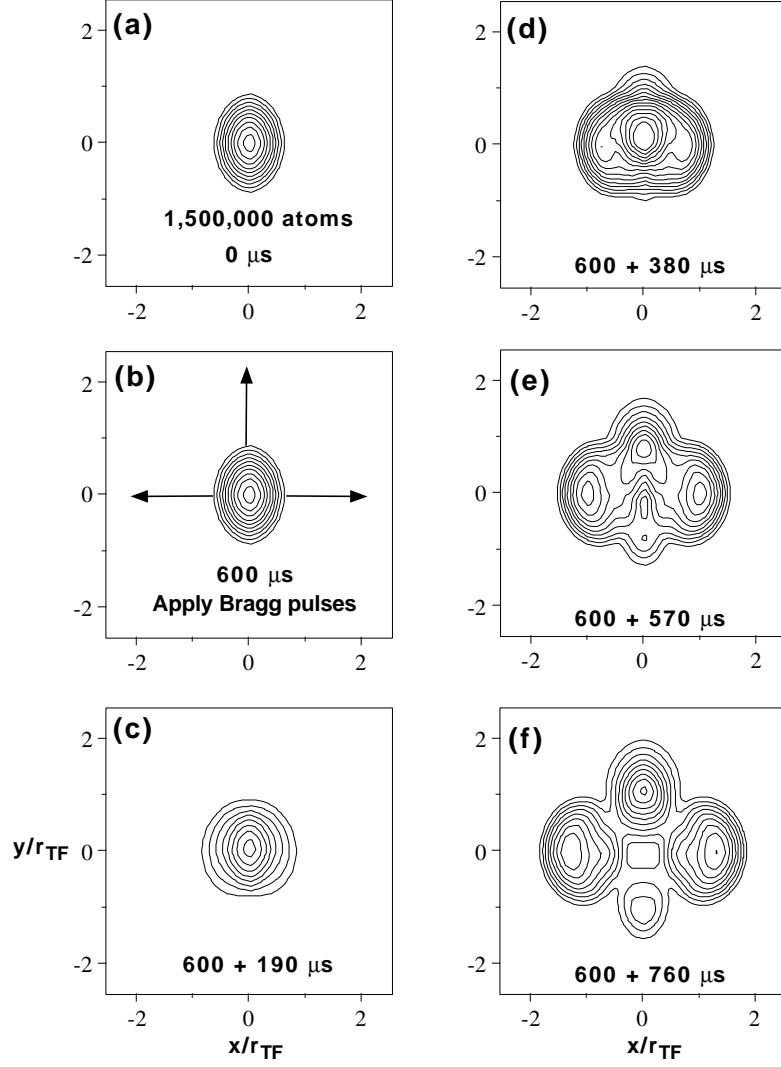 (a)
2
0
-2
1,500,000 atoms
0 μs
-2 0 2
(b)
2
0
-2
600 μs
Apply Bragg pulses
-2 0 2
(c)
2
0
-2
y/rTF
600 + 190 μs
-2 0 2
x/rTF
(d)
2
0
-2
600 + 380 μs
-2 0 2
(e)
2
0
-2
600 + 570 μs
-2 0 2
(f)
2
0
-2
600 + 760 μs
-2 0 2
x/rTF